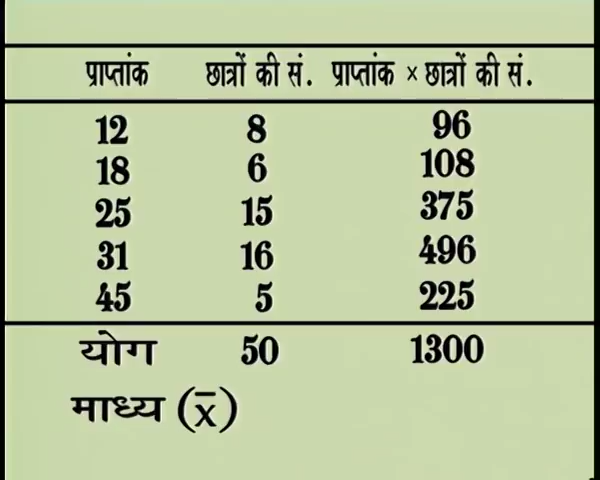 प्राप्तांक छात्रों की सं. प्राप्तांक × छात्रों की सं.
12 8 96
18 6 108
25 15 375
31 16 496
45 5 225
योग 50 1300
माध्य (x̅)